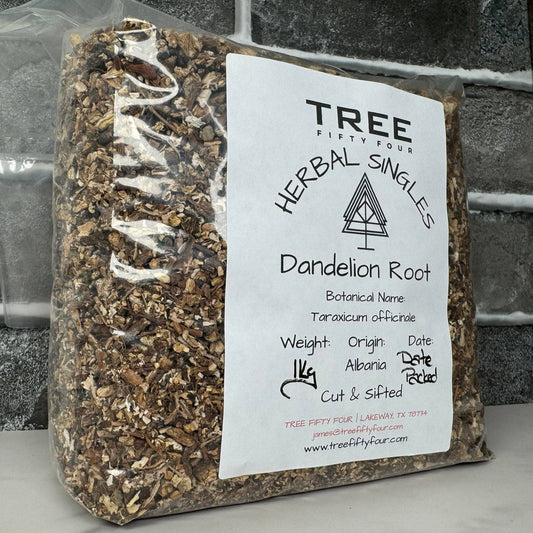 TREE
FIFTY FOUR
HERBAL SINGLES
Dandelion Root
Botanical Name:
Taraxicum officinale
Weight: Origin: Date:
1Kg Albania Date Packed
Cut & Sifted
TREE FIFTY FOUR | LAKEWAY, TX 78734
james@treefiftyfour.com
www.treefiftyfour.com